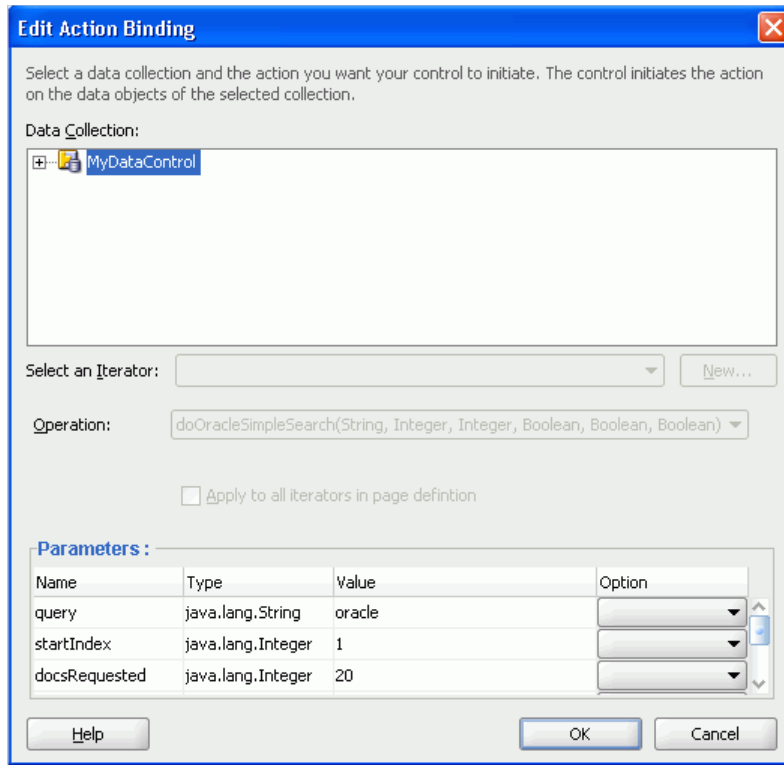 Edit Action Binding
Select a data collection and the action you want your control to initiate. The control initiates the action
on the data objects of the selected collection.
Data Collection:
MyDataControl
Select an Iterator:
New...
Operation:
doOracleSimpleSearch(String, Integer, Integer, Boolean, Boolean, Boolean)
Apply to all iterators in page defintion
Parameters :
Name Type Value Option
query java.lang.String oracle
startIndex java.lang.Integer 1
docsRequested java.lang.Integer 20
Help OK Cancel